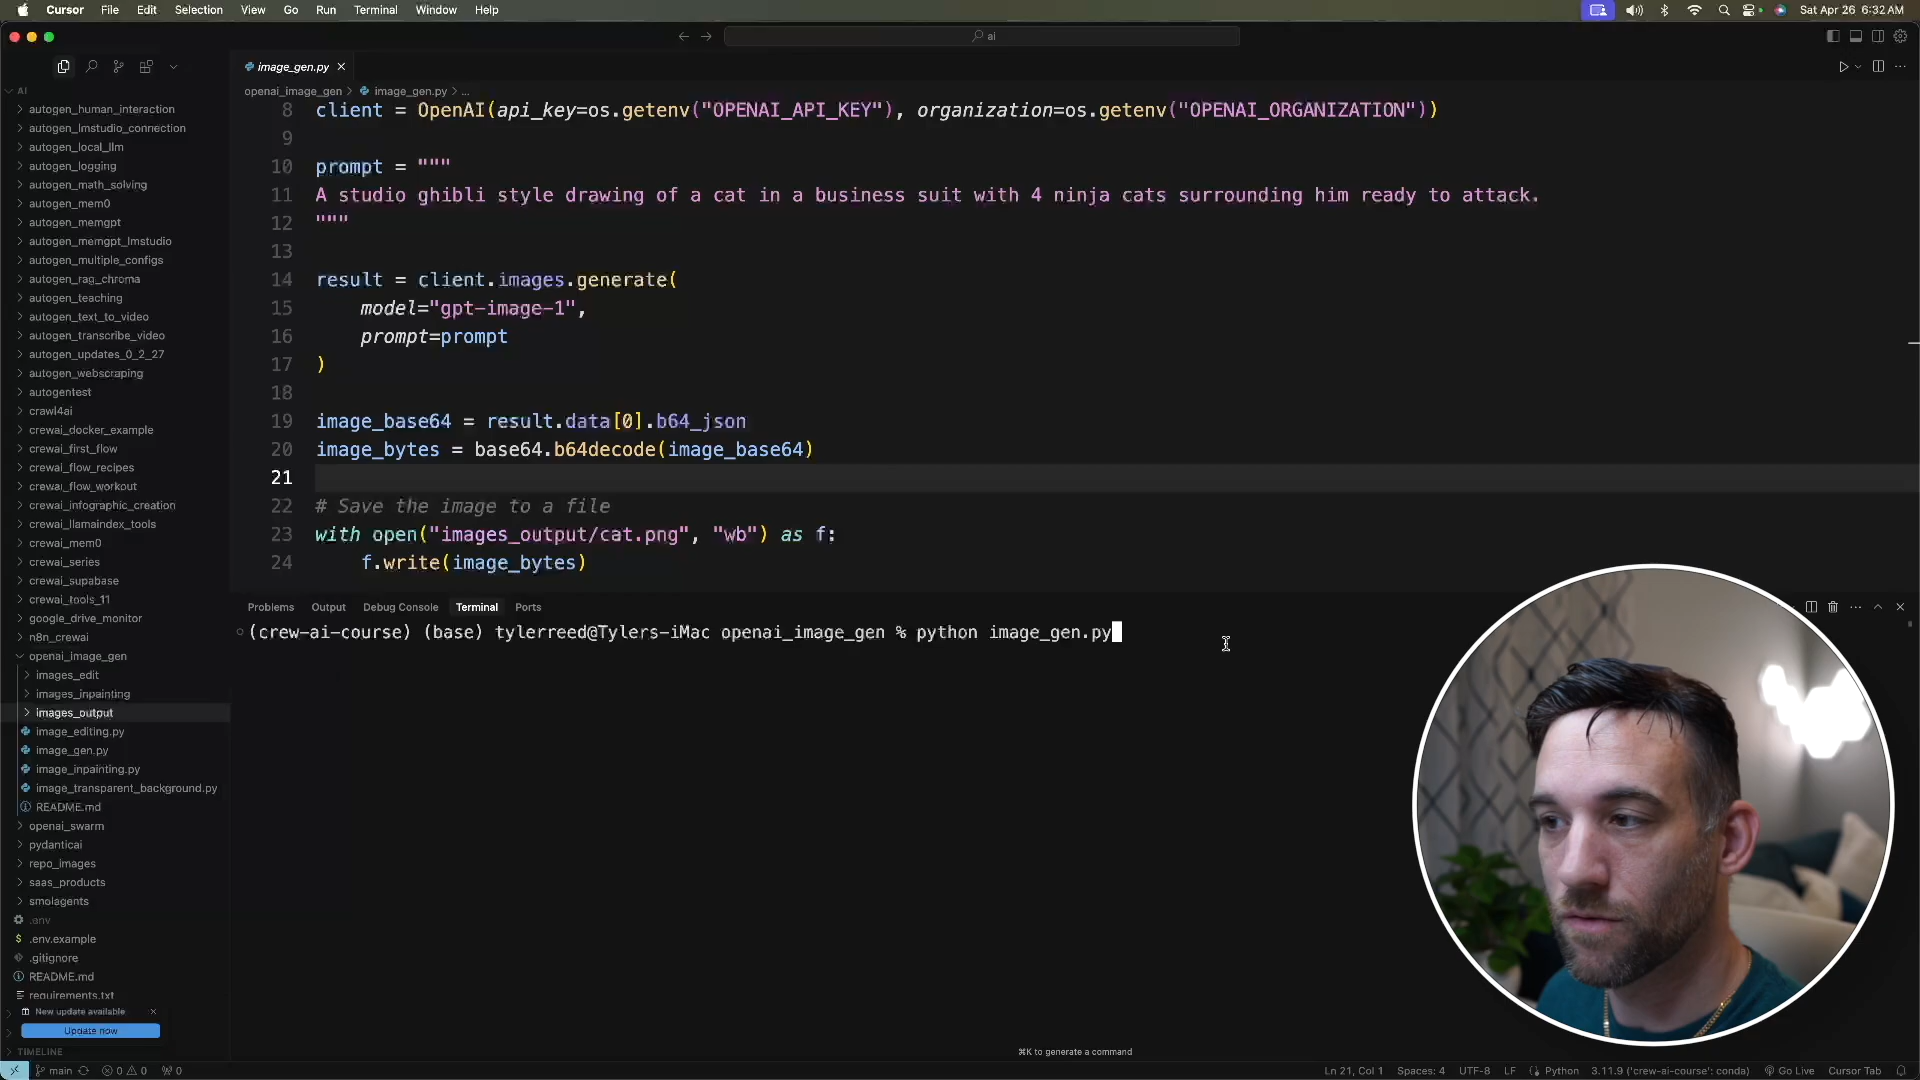 Cursor File Edit Selection View Go Run Terminal Window Help
Sat Apr 26 6:32 AM
ai
image_gen.py
openai_image_gen > image_gen.py > ...
AI
autogen_human_interaction
autogen_lmstudio_connection
autogen_local_llm
autogen_logging
autogen_math_solving
autogen_mem0
autogen_memgpt
autogen_memgpt_lmstudio
autogen_multiple_configs
autogen_rag_chroma
autogen_teaching
autogen_text_to_video
autogen_transcribe_video
autogen_updates_0_2_27
autogen_webscraping
autogentest
crawl4ai
crewai_docker_example
crewai_first_flow
crewai_flow_recipes
crewai_flow_workout
crewai_infographic_creation
crewai_llamaindex_tools
crewai_mem0
crewai_series
crewai_supabase
crewai_tools_11
google_drive_monitor
n8n_crewai
openai_image_gen
images_edit
images_inpainting
images_output
image_editing.py
image_gen.py
image_inpainting.py
image_transparent_background.py
README.md
openai_swarm
pydanticai
repo_images
saas_products
smolagents
.env
.env.example
.gitignore
README.md
requirements.txt
New update available
Update now
TIMELINE
8 client = OpenAI(api_key=os.getenv("OPENAI_API_KEY"), organization=os.getenv("OPENAI_ORGANIZATION"))
9
10 prompt = """
11 A studio ghibli style drawing of a cat in a business suit with 4 ninja cats surrounding him ready to attack.
12 """
13
14 result = client.images.generate(
15 model="gpt-image-1",
16 prompt=prompt
17 )
18
19 image_base64 = result.data[0].b64_json
20 image_bytes = base64.b64decode(image_base64)
21
22 # Save the image to a file
23 with open("images_output/cat.png", "wb") as f:
24 f.write(image_bytes)
Problems Output Debug Console Terminal Ports
(crew-ai-course) (base) tylerreed@Tylers-iMac openai_image_gen % python image_gen.py
⌘K to generate a command
main 0 0 0
Ln 21, Col 1 Spaces: 4 UTF-8 LF Python 3.11.9 ('crew-ai-course': conda) Go Live Cursor Tab